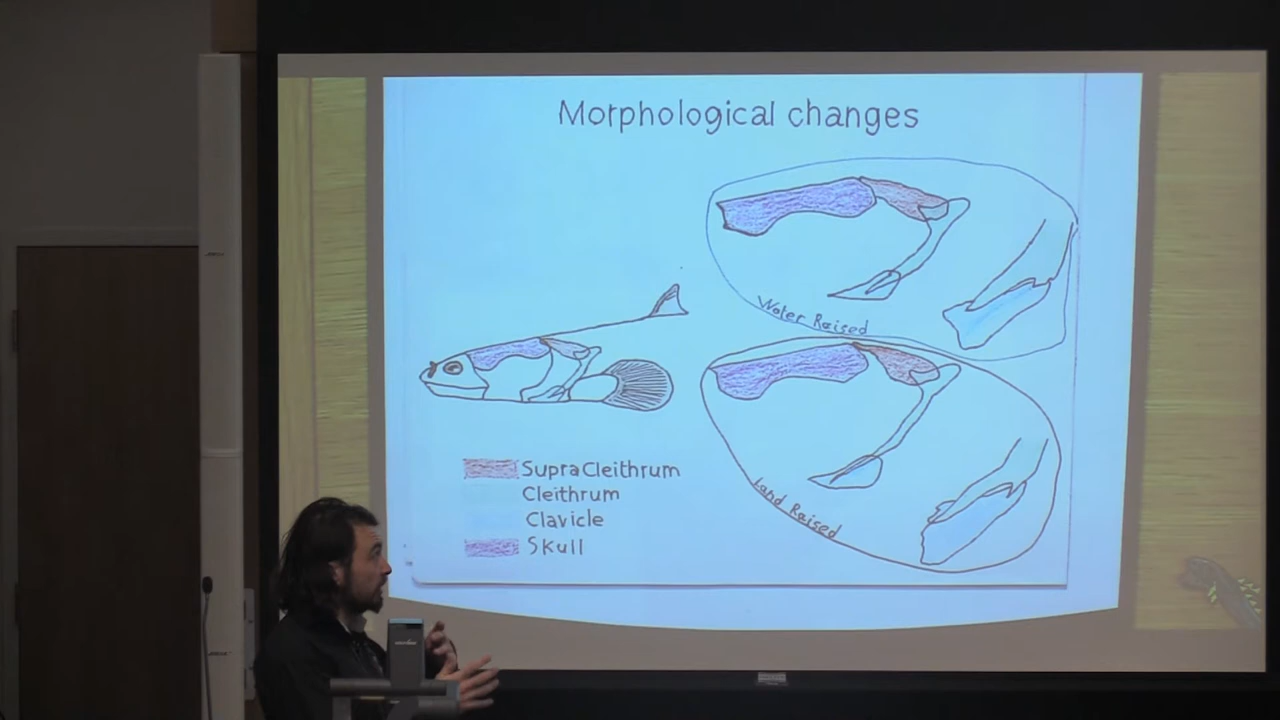 Morphological changes
Water Raised
Land Raised
SupraCleithrum
Cleithrum
Clavicle
Skull